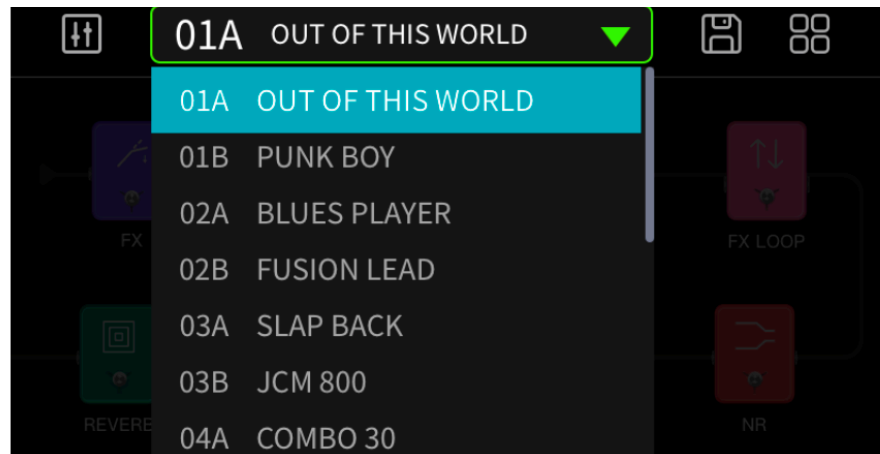 01A OUT OF THIS WORLD
01A OUT OF THIS WORLD
01B PUNK BOY
02A BLUES PLAYER
FX
FX LOOP
02B FUSION LEAD
03A SLAP BACK
03B JCM 800
REVERB
NR
04A COMBO 30